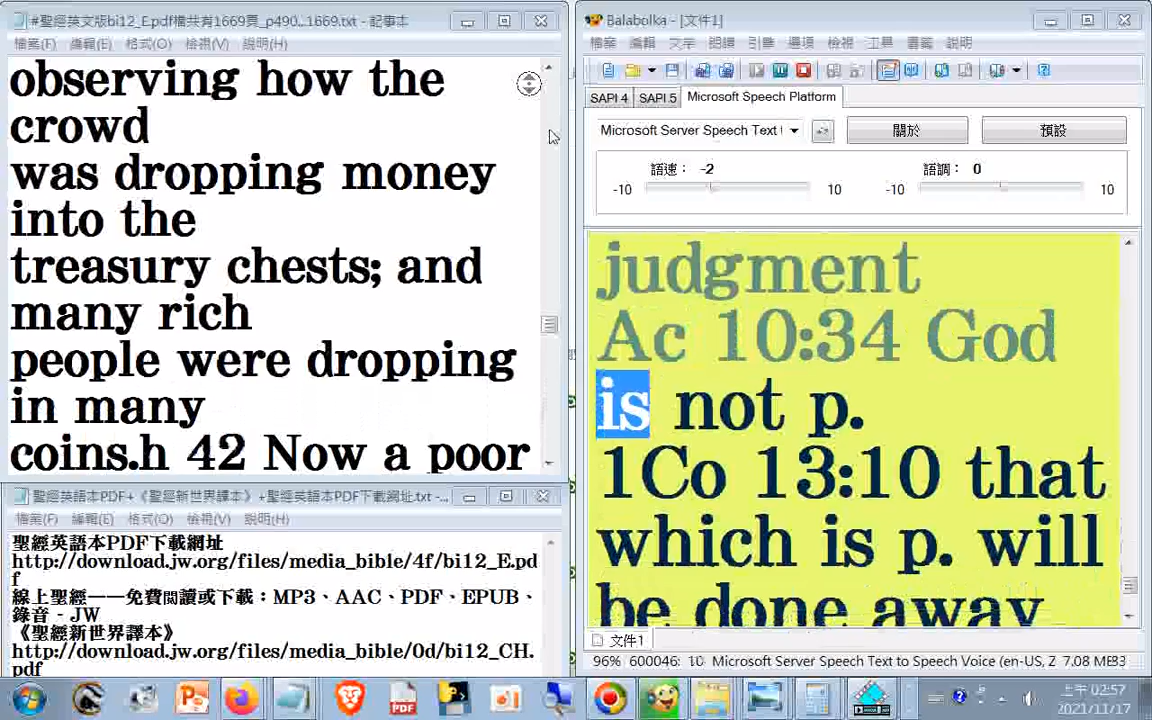 #聖經英文版bi12_E.pdf檔共有1669頁_p490...1669.txt - 記事本
檔案(F) 編輯(E) 格式(O) 檢視(V) 說明(H)
observing how the
crowd
was dropping money
into the
treasury chests; and
many rich
people were dropping
in many
coins.h 42 Now a poor
聖經英語本PDF+《聖經新世界譯本》+聖經英語本PDF下載網址.txt -...
檔案(F) 編輯(E) 格式(O) 檢視(V) 說明(H)
聖經英語本PDF下載網址
http://download.jw.org/files/media_bible/4f/bi12_E.pd
f
線上聖經——免費閱讀或下載：MP3、AAC、PDF、EPUB、
錄音 - JW
《聖經新世界譯本》
http://download.jw.org/files/media_bible/0d/bi12_CH.
pdf
Balabolka - [文件1]
檔案 編輯 文字 朗讀 引擎 選項 檢視 工具 書籤 說明
SAPI 4 SAPI 5 Microsoft Speech Platform
Microsoft Server Speech Text 關於 預設
語速： -2 語調： 0
-10 10 -10 10
judgment
Ac 10:34 God
is not p.
1Co 13:10 that
which is p. will
be done away
文件1
96% 600046: 10 Microsoft Server Speech Text to Speech Voice (en-US, Z 7.08 MB
上午 02:57
2021/11/17